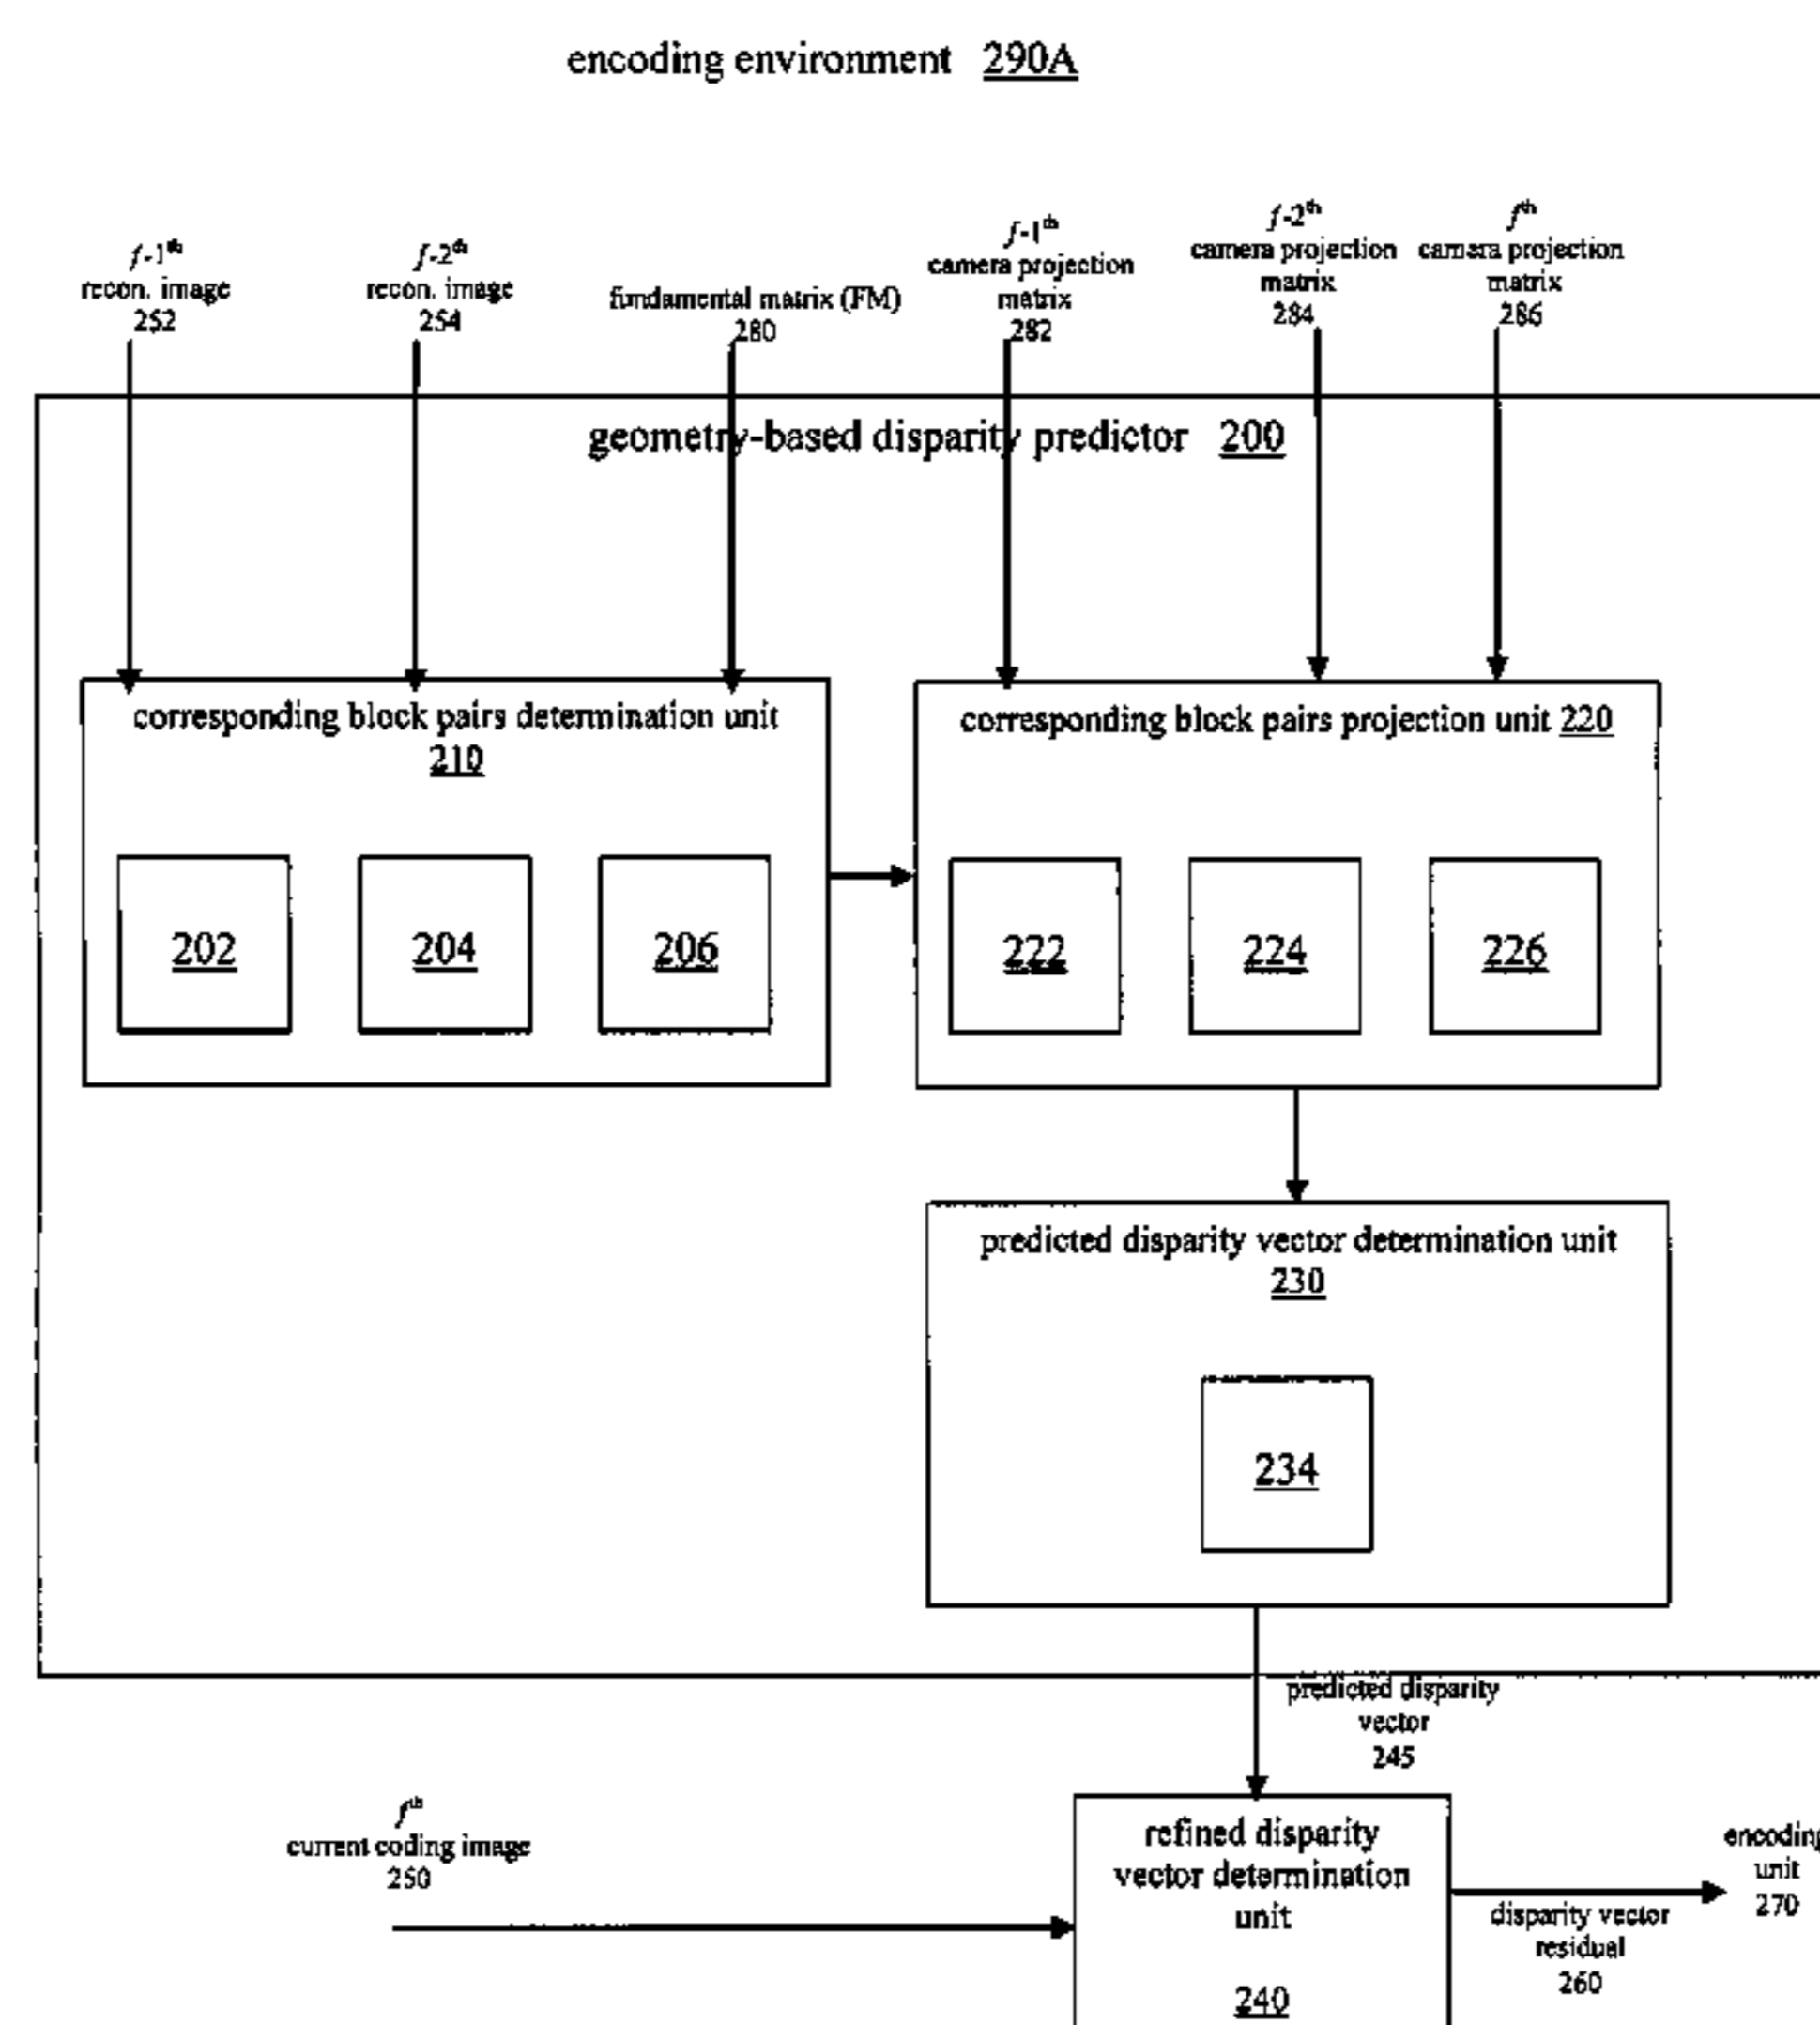 encoding environment 290A
f-1th
recon. image
252
f-2th
recon. image
254
fundamental matrix (FM)
280
f-1th
camera projection
matrix
282
f-2th
camera projection
matrix
284
fth
camera projection
matrix
286
geometry-based disparity predictor 200
corresponding block pairs determination unit
210
202
204
206
corresponding block pairs projection unit 220
222
224
226
predicted disparity vector determination unit
230
234
predicted disparity
vector
245
fth
current coding image
250
refined disparity
vector determination
unit
240
disparity vector
residual
260
encoding
unit
270